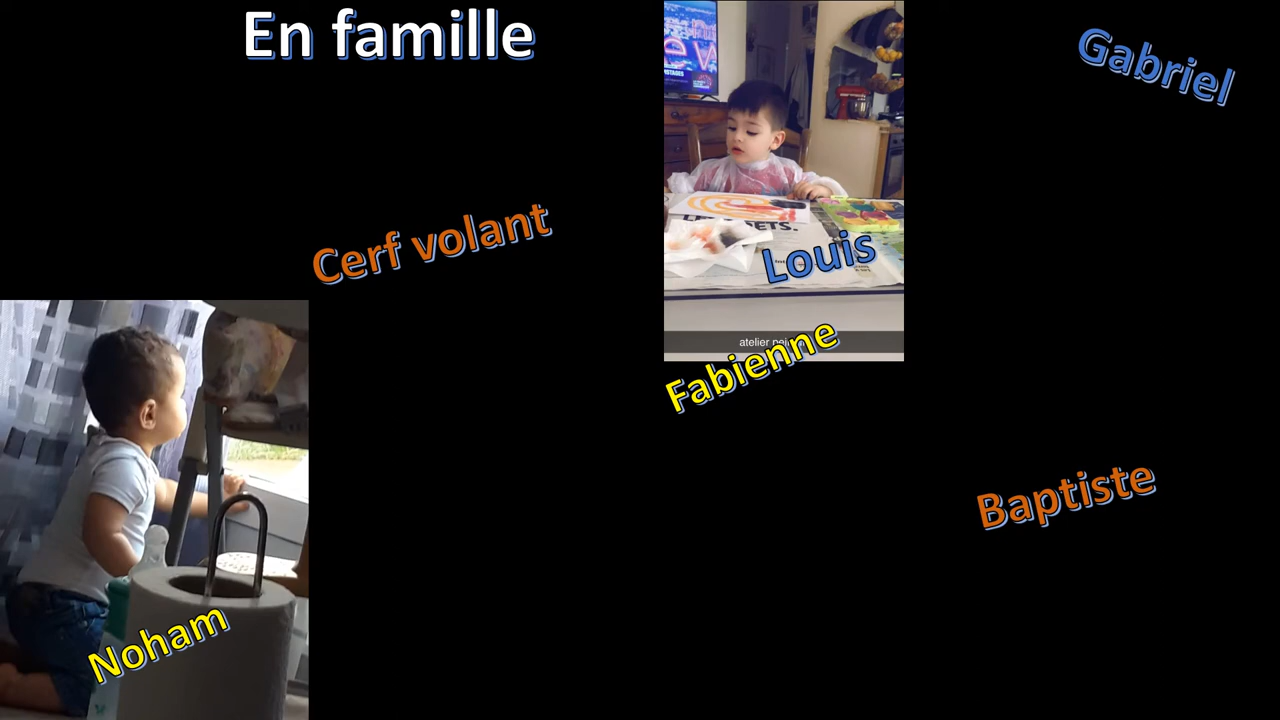 En famille
Gabriel
Cerf volant
Louis
Fabienne
Baptiste
Noham